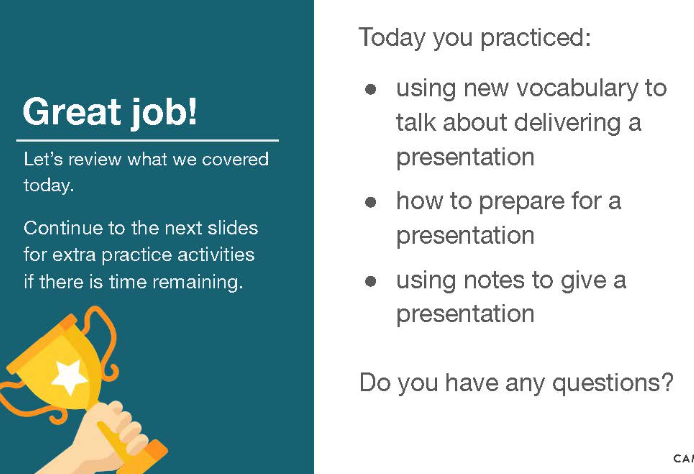 Great job!
Let's review what we covered
today.
Continue to the next slides
for extra practice activities
if there is time remaining.
Today you practiced:
● using new vocabulary to
talk about delivering a
presentation
● how to prepare for a
presentation
● using notes to give a
presentation
Do you have any questions?